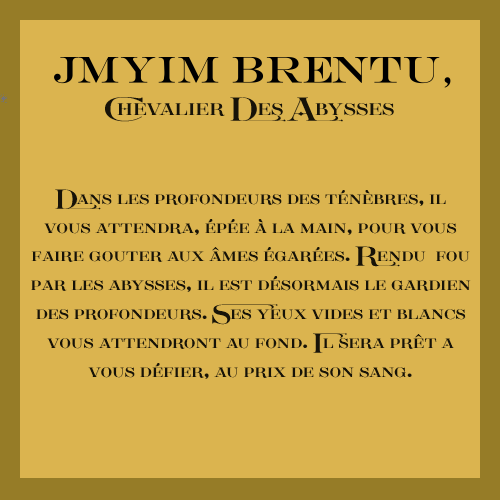 JMYIM BRENTU,
Chevalier Des Abysses
Dans les profondeurs des ténèbres, il
vous attendra, épée à la main, pour vous
faire gouter aux âmes égarées. Rendu fou
par les abysses, il est désormais le gardien
des profondeurs. Ses yeux vides et blancs
vous attendront au fond. Il sera prêt a
vous défier, au prix de son sang.